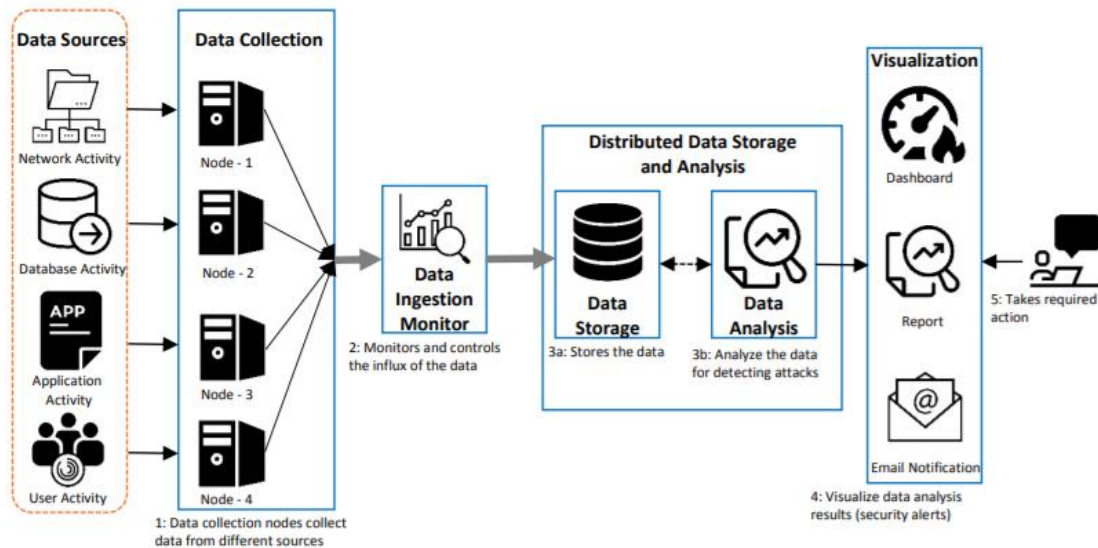 Data Sources
Network Activity
Database Activity
APP
Application
Activity
User Activity
Data Collection
Node - 1
Node - 2
Node - 3
Node - 4
1: Data collection nodes collect
data from different sources
Data
Ingestion
Monitor
2: Monitors and controls
the influx of the data
Distributed Data Storage
and Analysis
Data
Storage
3a: Stores the data
Data
Analysis
3b: Analyze the data
for detecting attacks
Visualization
Dashboard
Report
@
Email Notification
4: Visualize data analysis
results (security alerts)
5: Takes required
action